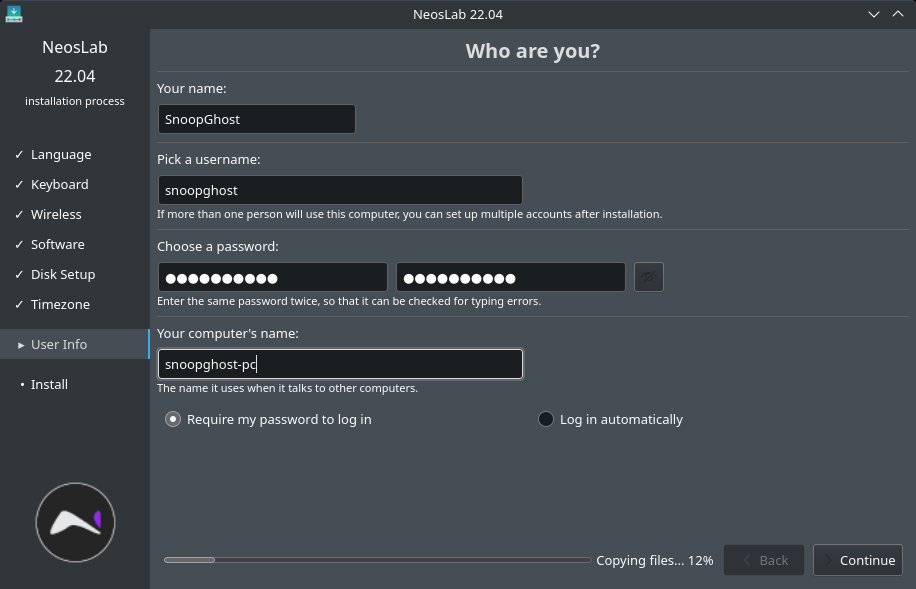 NeosLab 22.04
NeosLab
22.04
installation process
✓ Language
✓ Keyboard
✓ Wireless
✓ Software
✓ Disk Setup
✓ Timezone
▸ User Info
• Install
Who are you?
Your name:
SnoopGhost
Pick a username:
snoopghost
If more than one person will use this computer, you can set up multiple accounts after installation.
Choose a password:
●●●●●●●●●● ●●●●●●●●●●
Enter the same password twice, so that it can be checked for typing errors.
Your computer's name:
snoopghost-pc
The name it uses when it talks to other computers.
Require my password to log in Log in automatically
Copying files... 12% Back Continue